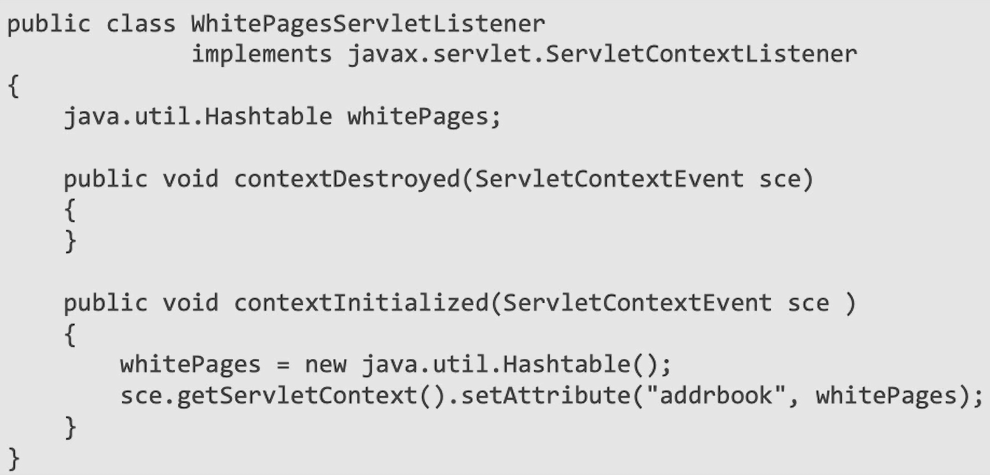 public class WhitePagesServletListener
implements javax.servlet.ServletContextListener
{
java.util.Hashtable whitePages;
public void contextDestroyed(ServletContextEvent sce)
{
}
public void contextInitialized(ServletContextEvent sce )
{
whitePages = new java.util.Hashtable();
sce.getServletContext().setAttribute("addrbook", whitePages);
}
}